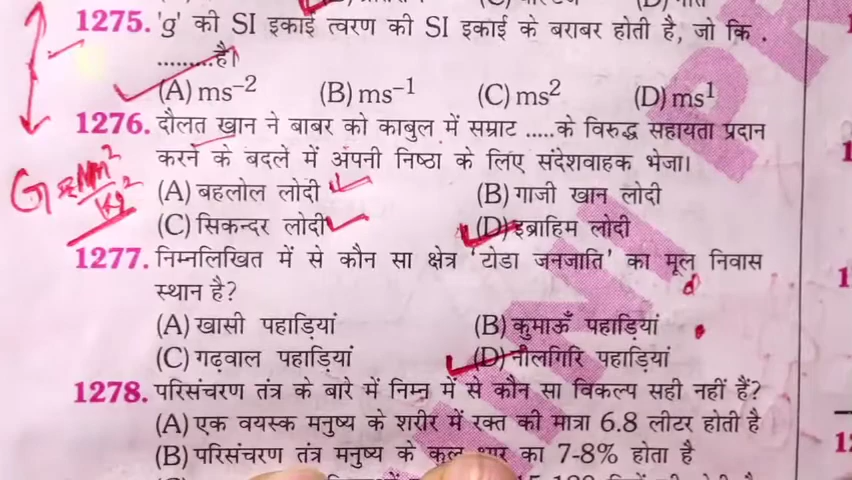 1275. 'g' की SI इकाई त्वरण की SI इकाई के बराबर होती है, जो कि .
.........है।
(A) ms⁻² (B) ms⁻¹ (C) ms² (D) ms¹
1276. दौलत खान ने बाबर को काबुल में सम्राट .....के विरुद्ध सहायता प्रदान
करने के बदले में अपनी निष्ठा के लिए संदेशवाहक भेजा।
G = Nm²/kg²
(A) बहलोल लोदी (B) गाजी खान लोदी
(C) सिकन्दर लोदी (D) इब्राहिम लोदी
1277. निम्नलिखित में से कौन सा क्षेत्र 'टोडा जनजाति' का मूल निवास
स्थान है?
(A) खासी पहाड़ियां (B) कुमाऊँ पहाड़ियां
(C) गढ़वाल पहाड़ियां (D) नीलगिरि पहाड़ियां
1278. परिसंचरण तंत्र के बारे में निम्न में से कौन सा विकल्प सही नहीं हैं?
(A) एक वयस्क मनुष्य के शरीर में रक्त की मात्रा 6.8 लीटर होती है
(B) परिसंचरण तंत्र मनुष्य के कुल भार का 7-8% होता है